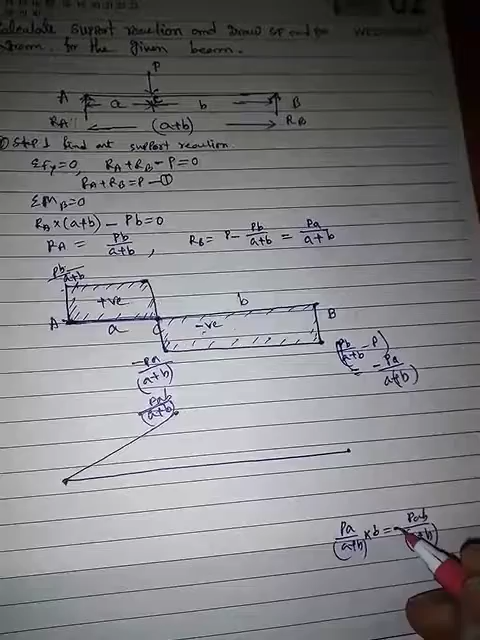 Calculate support reaction and draw SF and
for the given beam.
P
A a C b B
RA (a+b) RB
Step 1 find out support reaction
ΣFy=0, RA+RB-P=0
RA+RB=P-①
ΣMB=0
RA×(a+b) - Pb=0
RA = Pb/(a+b), RB= P- Pb/(a+b) = Pa/(a+b)
Pb/(a+b)
+ve
b
A a C -ve B
Pb/(a+b) -P
= -Pa/(a+b)
-Pa/(a+b)
Pab/(a+b)
Pa/(a+b) ×b = Pab/(a+b)